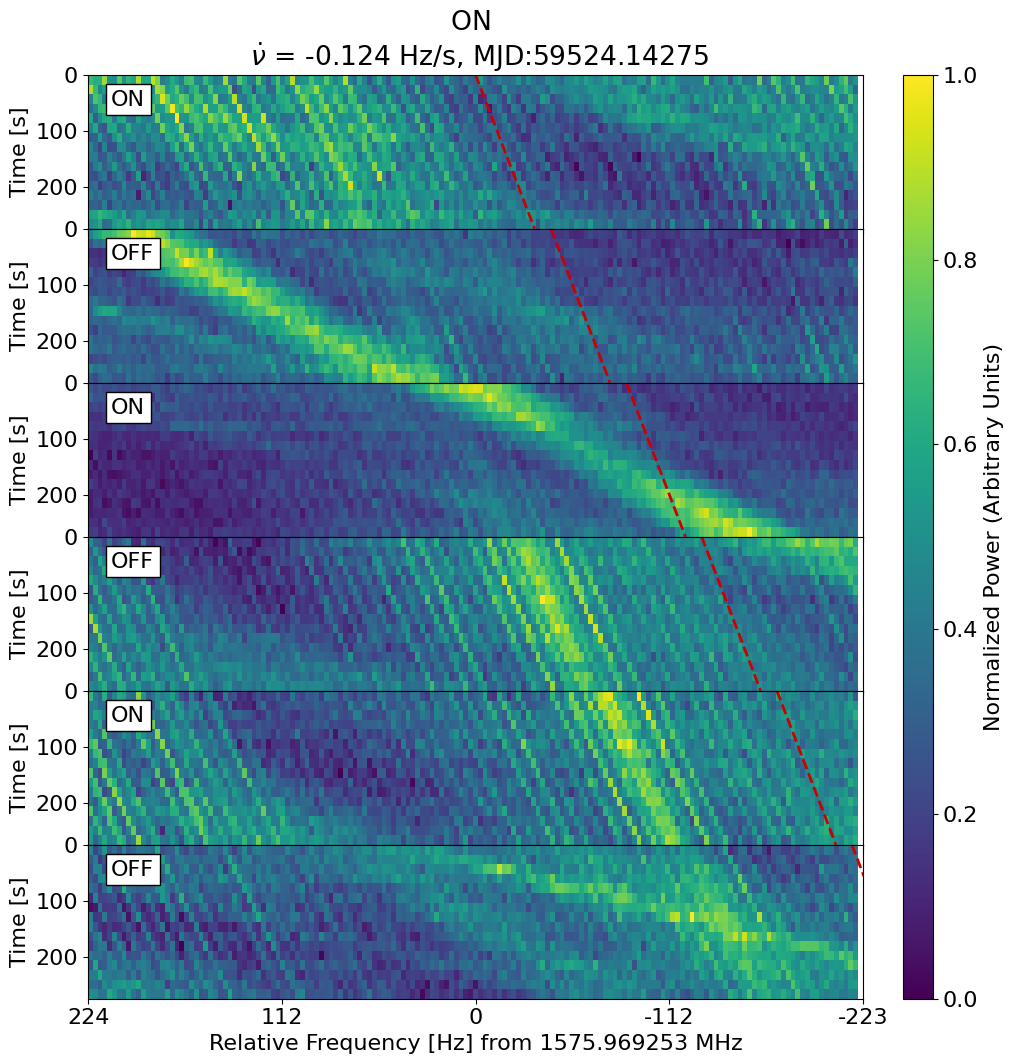 ON
ν̇ = -0.124 Hz/s, MJD:59524.14275
ON
OFF
ON
OFF
ON
OFF
Time [s]
0
100
200
Time [s]
0
100
200
Time [s]
0
100
200
Time [s]
0
100
200
Time [s]
0
100
200
Time [s]
0
100
200
224
112
0
-112
-223
Relative Frequency [Hz] from 1575.969253 MHz
1.0
0.8
0.6
0.4
0.2
0.0
Normalized Power (Arbitrary Units)